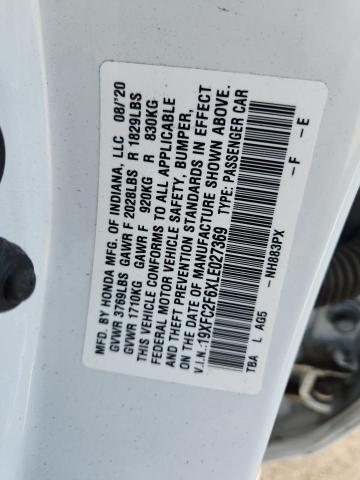 MFD. BY HONDA MFG. OF INDIANA, LLC 08/'20
GVWR 3769LBS GAWR F 2028LBS R 1829LBS
GVWR 1710KG GAWR F 920KG R 830KG
THIS VEHICLE CONFORMS TO ALL APPLICABLE
FEDERAL MOTOR VEHICLE SAFETY, BUMPER,
AND THEFT PREVENTION STANDARDS IN EFFECT
ON THE DATE OF MANUFACTURE SHOWN ABOVE.
V.I.N.:19XFC2F6XLE027369 TYPE: PASSENGER CAR
-NH883PX -F -E
TBA L AG5